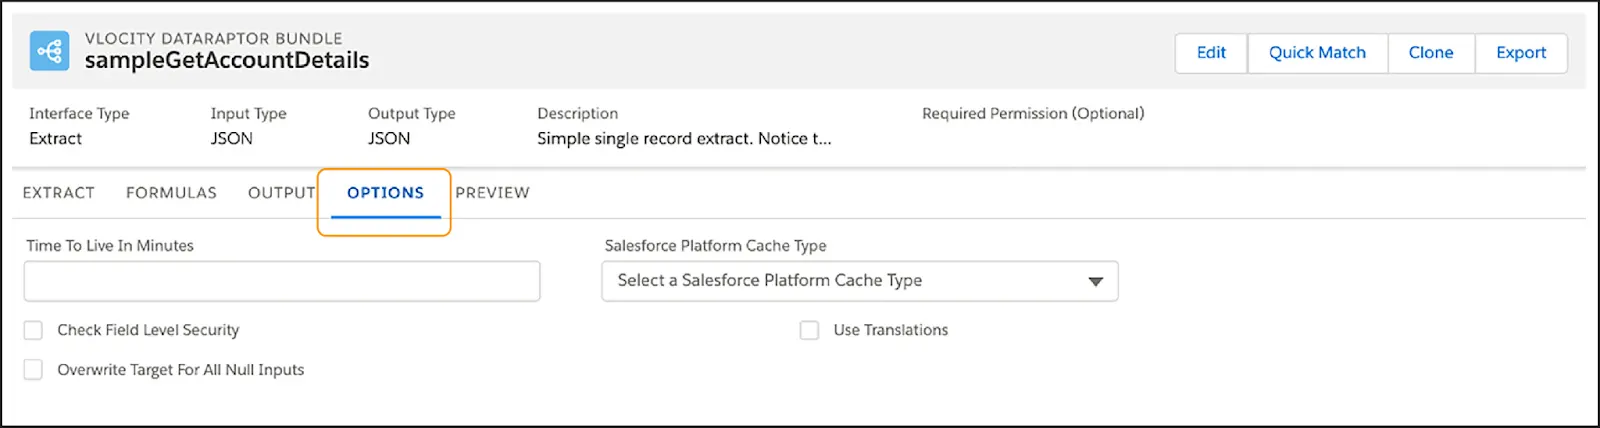 VLOCITY DATARAPTOR BUNDLE
sampleGetAccountDetails
Edit Quick Match Clone Export
Interface Type Input Type Output Type Description Required Permission (Optional)
Extract JSON JSON Simple single record extract. Notice t...
EXTRACT FORMULAS OUTPUT OPTIONS PREVIEW
Time To Live In Minutes Salesforce Platform Cache Type
Select a Salesforce Platform Cache Type
Check Field Level Security Use Translations
Overwrite Target For All Null Inputs